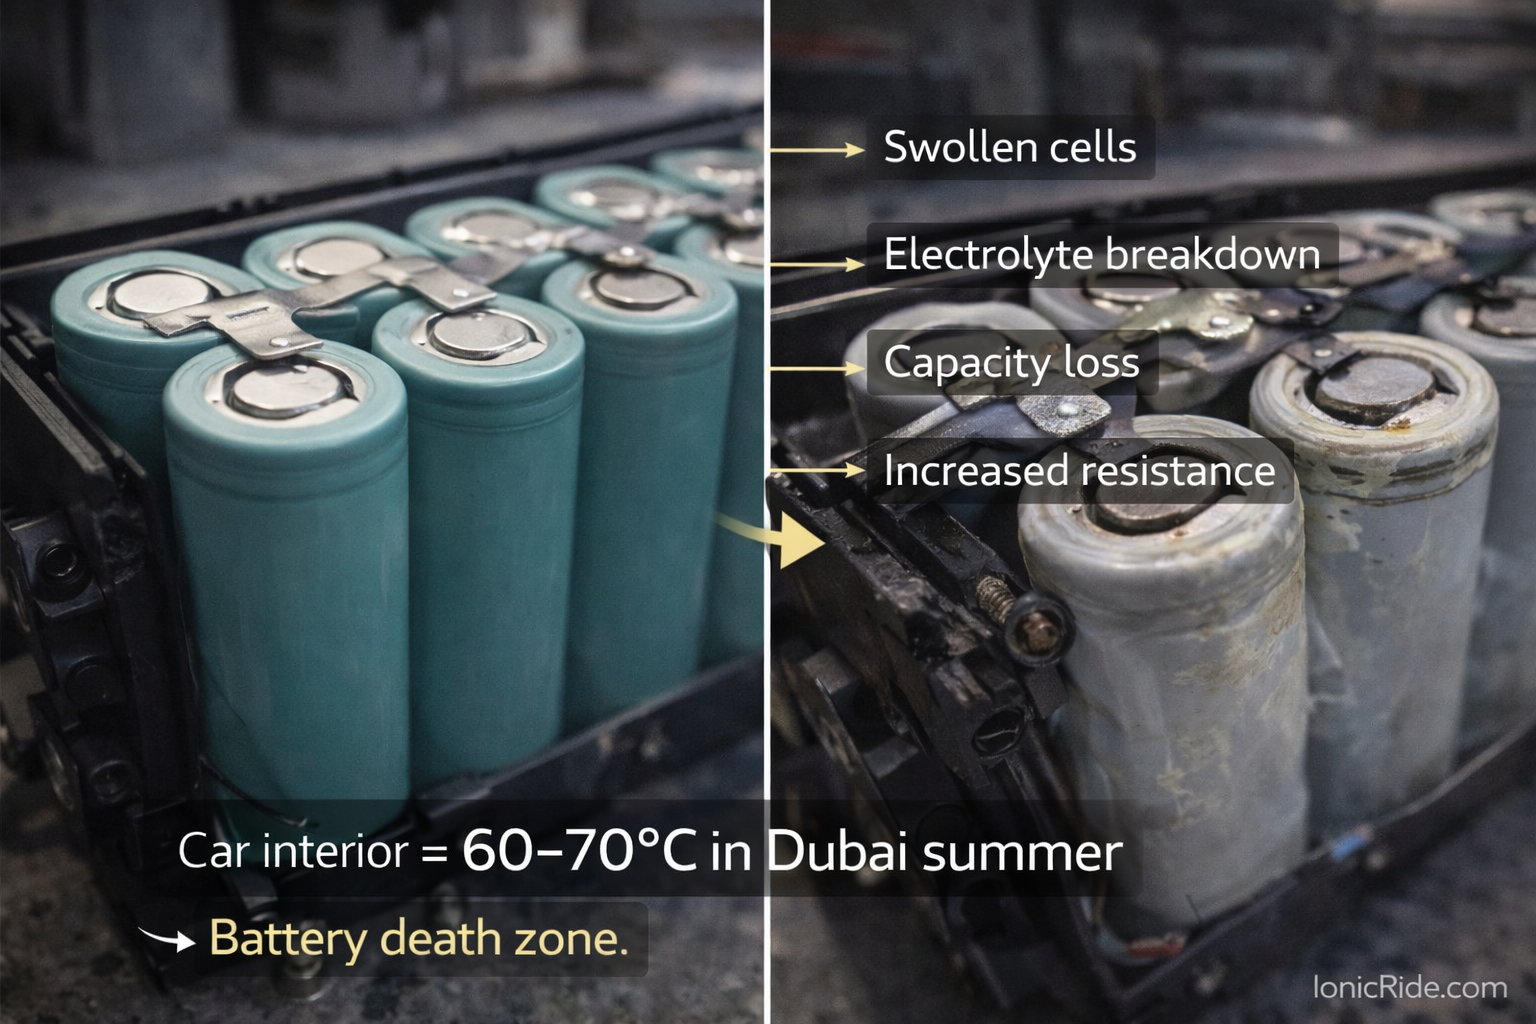 Swollen cells
Electrolyte breakdown
Capacity loss
Increased resistance
Car interior = 60–70°C in Dubai summer
Battery death zone.
IonicRide.com